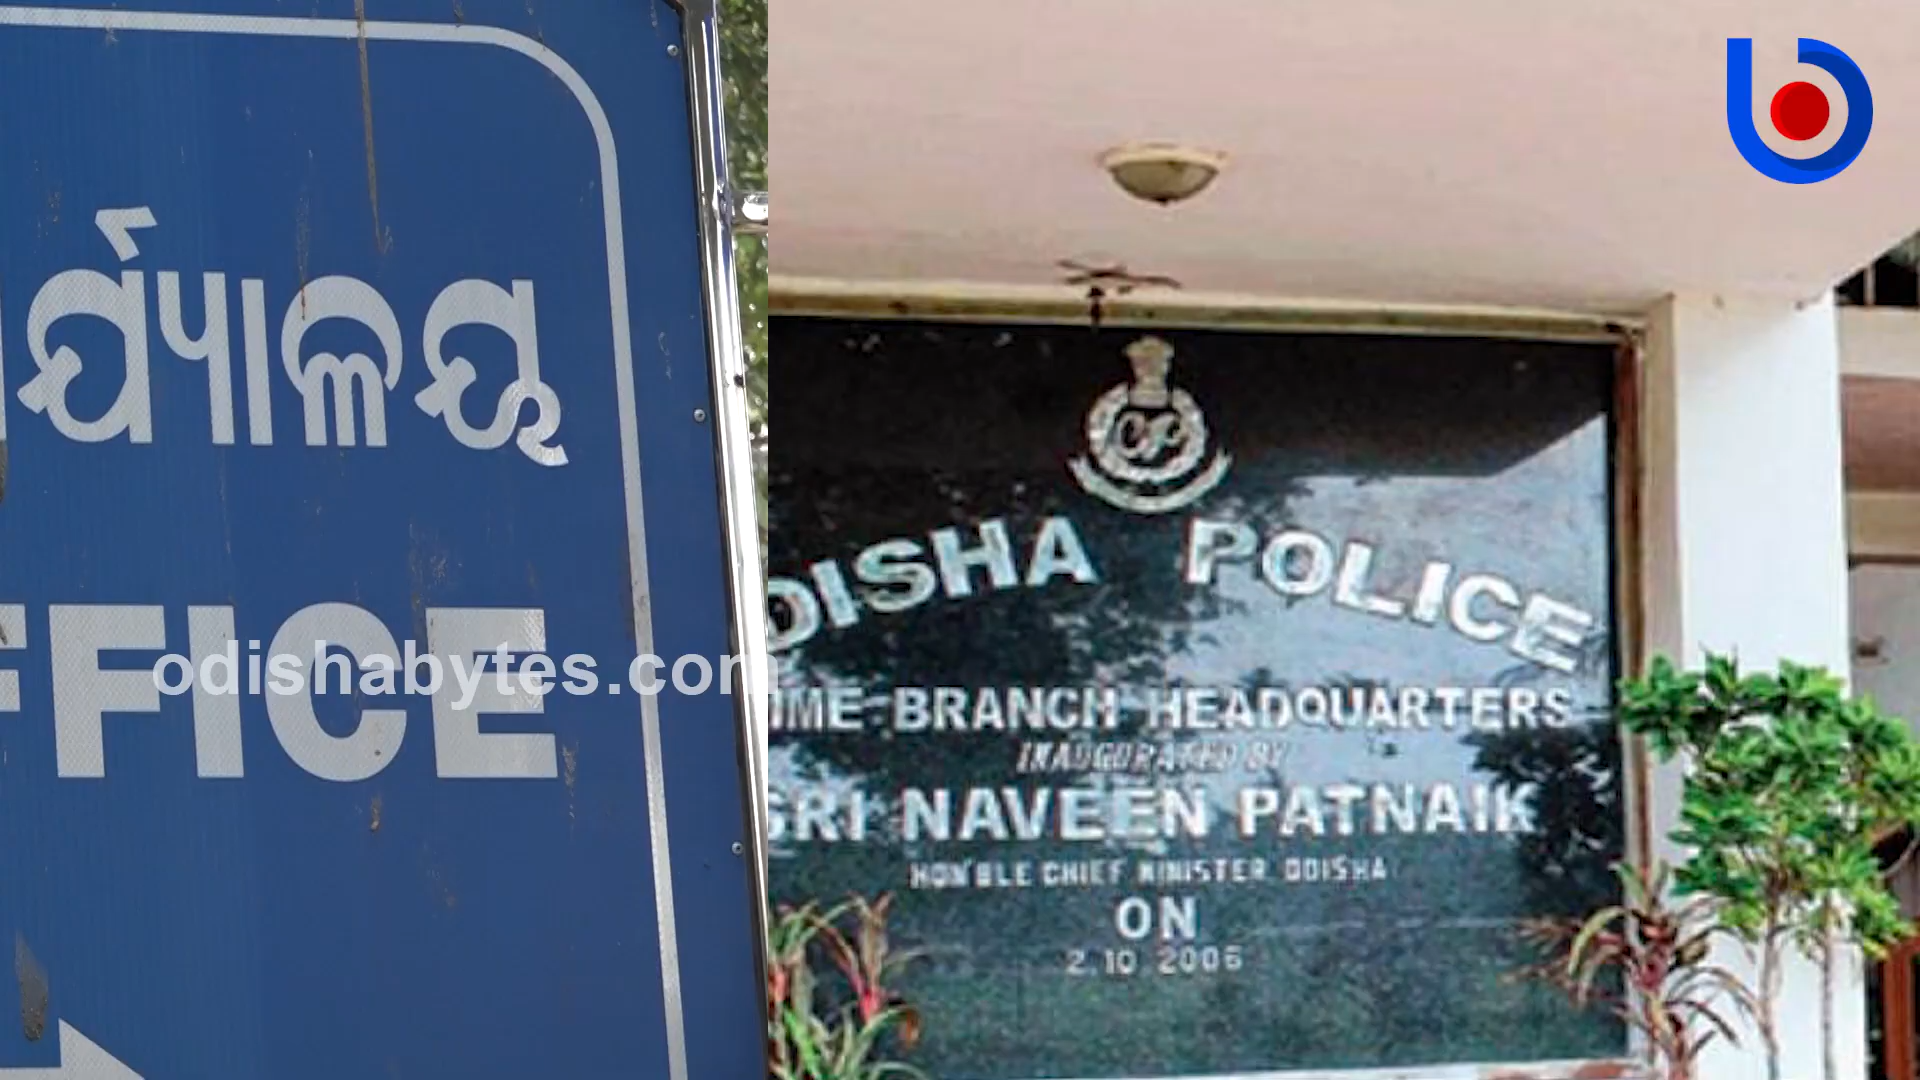 ର୍ଯ୍ୟାଳୟ
FFICE
odishabytes.com
ODISHA POLICE
IME BRANCH HEADQUARTERS
INAUGURATED BY
SRI NAVEEN PATNAIK
HON'BLE CHIEF MINISTER ODISHA
ON
2.10 2006